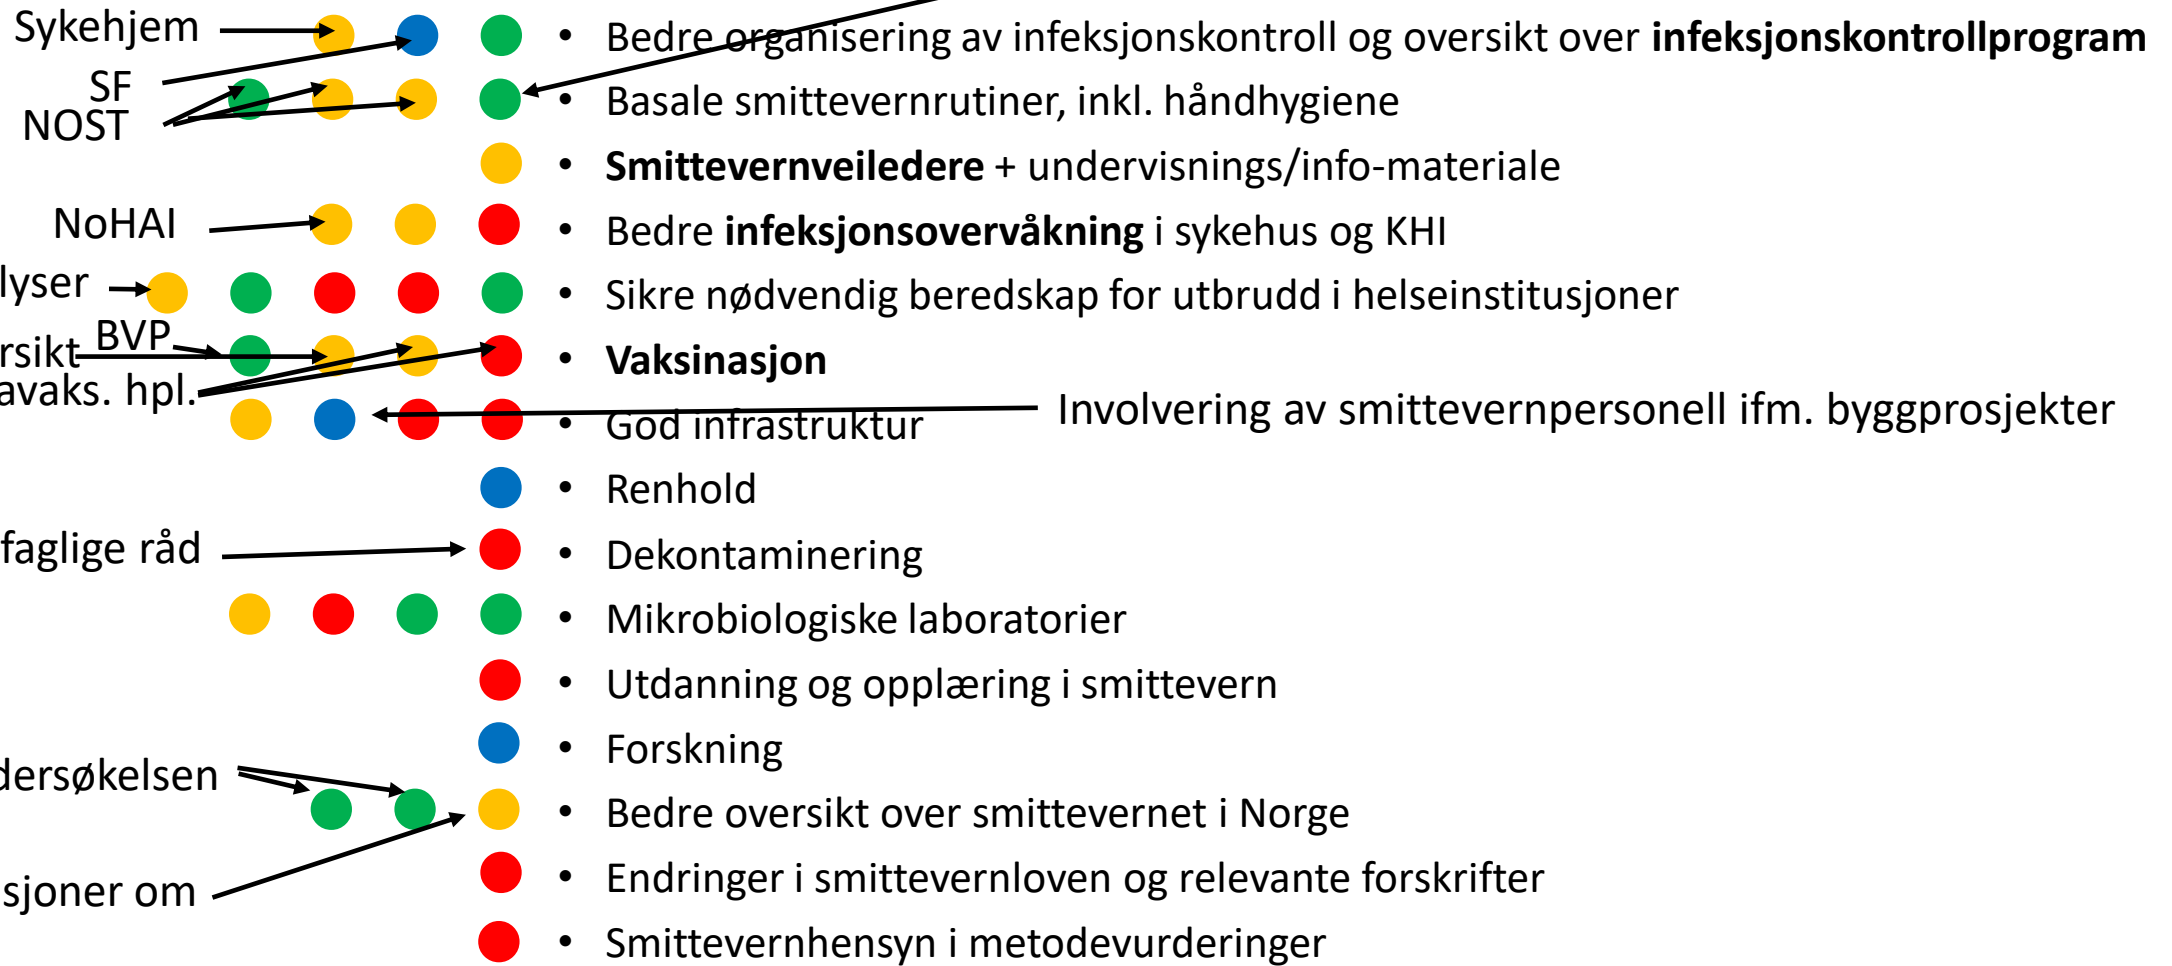 Sykehjem
• Bedre organisering av infeksjonskontroll og oversikt over infeksjonskontrollprogram
SF
NOST
• Basale smittevernrutiner, inkl. håndhygiene
• Smittevernveiledere + undervisnings/info-materiale
NoHAI
• Bedre infeksjonsovervåkning i sykehus og KHI
lyser
• Sikre nødvendig beredskap for utbrudd i helseinstitusjoner
BVP
rsikt
• Vaksinasjon
avaks. hpl.
• God infrastruktur
Involvering av smittevernpersonell ifm. byggprosjekter
• Renhold
faglige råd
• Dekontaminering
• Mikrobiologiske laboratorier
• Utdanning og opplæring i smittevern
• Forskning
dersøkelsen
• Bedre oversikt over smittevernet i Norge
sjoner om
• Endringer i smittevernloven og relevante forskrifter
• Smittevernhensyn i metodevurderinger